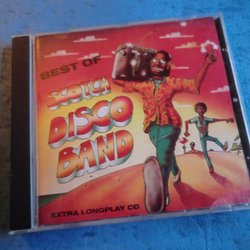 BEST OF
SCOTCH
DISCO
BAND
EXTRA LONGPLAY CD